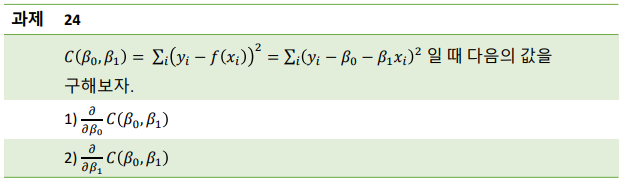 과제 24
C(β₀, β₁) = ∑ᵢ(yᵢ − f(xᵢ))² = ∑ᵢ(yᵢ − β₀ − β₁xᵢ)² 일 때 다음의 값을
구해보자.
1) ∂/∂β₀ C(β₀, β₁)
2) ∂/∂β₁ C(β₀, β₁)